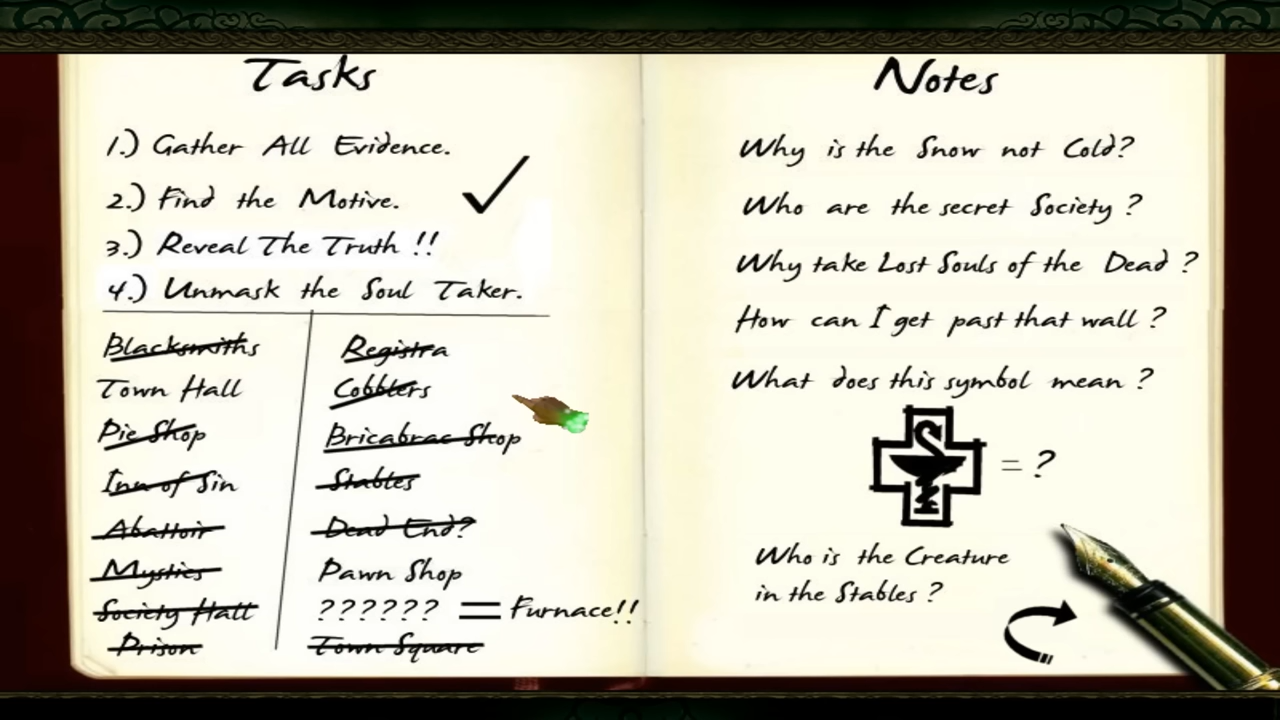 Tasks
1.) Gather All Evidence.
2.) Find the Motive.
3.) Reveal The Truth !!
4.) Unmask the Soul Taker.
Blacksmiths
Town Hall
Pie Shop
Inn of Sin
Abattoir
Mystics
Society Hall
Prison
Registra
Cobblers
Bricabrac Shop
Stables
Dead End?
Pawn Shop
?????? = Furnace!!
Town Square
Notes
Why is the Snow not Cold?
Who are the secret Society ?
Why take Lost Souls of the Dead ?
How can I get past that wall ?
What does this symbol mean ?
= ?
Who is the Creature
in the Stables ?